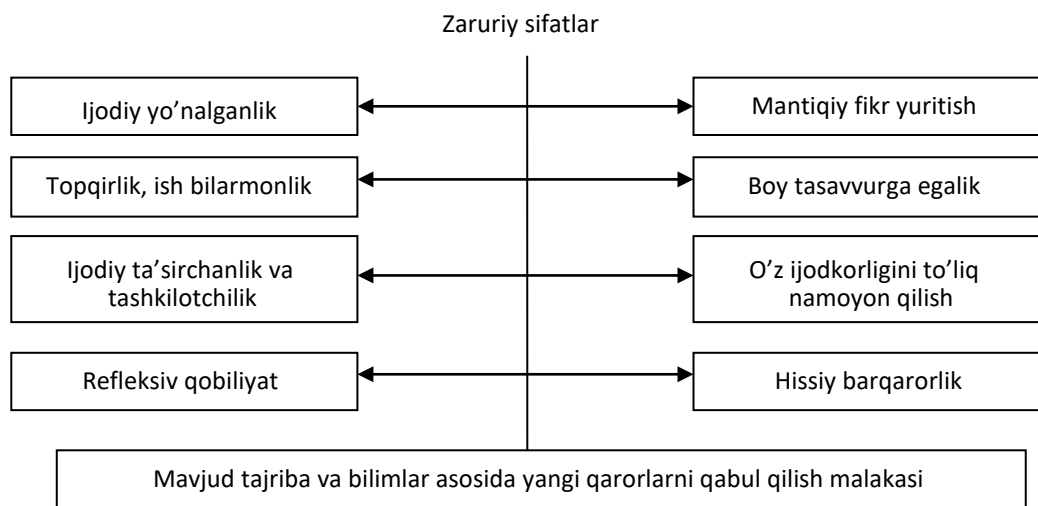 Zaruriy sifatlar
Ijodiy yo’nalganlik
Mantiqiy fikr yuritish
Topqirlik, ish bilarmonlik
Boy tasavvurga egalik
Ijodiy ta’sirchanlik va
tashkilotchilik
O’z ijodkorligini to’liq
namoyon qilish
Refleksiv qobiliyat
Hissiy barqarorlik
Mavjud tajriba va bilimlar asosida yangi qarorlarni qabul qilish malakasi